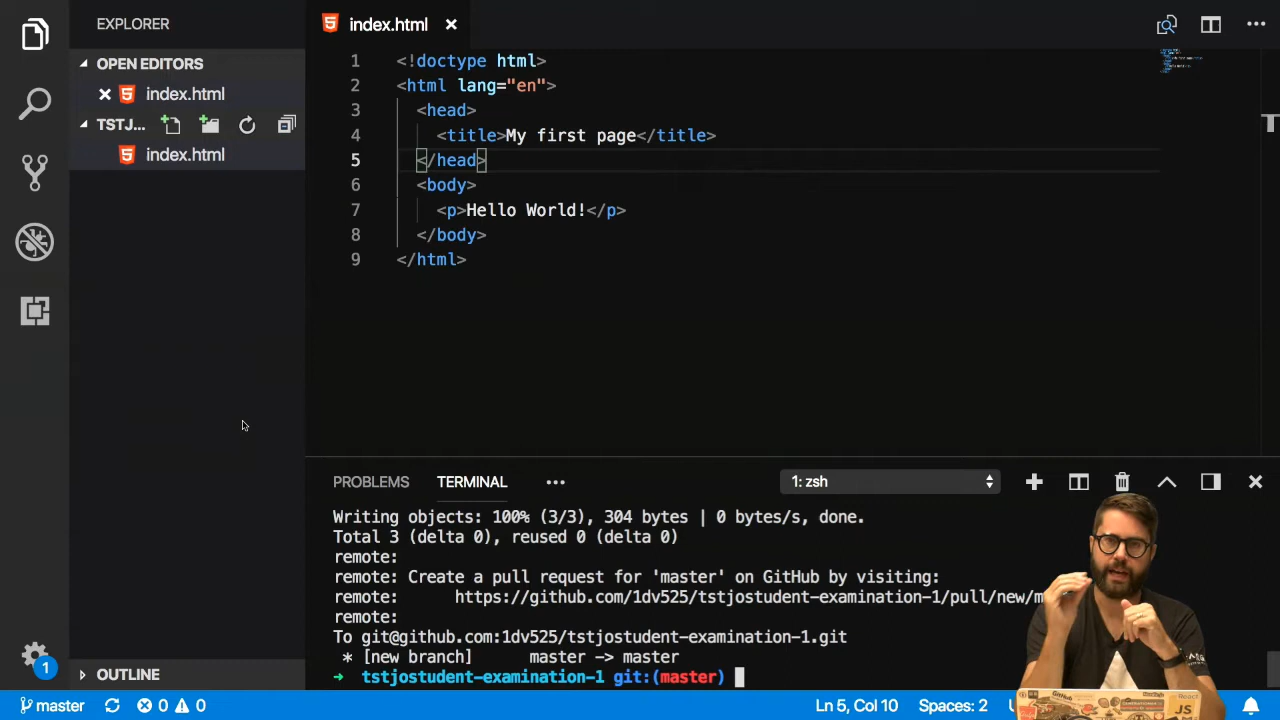 EXPLORER
OPEN EDITORS
index.html
TSTJ...
index.html
OUTLINE
index.html
1 <!doctype html>
2 <html lang="en">
3 <head>
4 <title>My first page</title>
5 </head>
6 <body>
7 <p>Hello World!</p>
8 </body>
9 </html>
PROBLEMS TERMINAL 1: zsh
Writing objects: 100% (3/3), 304 bytes | 0 bytes/s, done.
Total 3 (delta 0), reused 0 (delta 0)
remote:
remote: Create a pull request for 'master' on GitHub by visiting:
remote: https://github.com/1dv525/tstjostudent-examination-1/pull/new/m
remote:
To git@github.com:1dv525/tstjostudent-examination-1.git
* [new branch] master -> master
➜ tstjostudent-examination-1 git:(master)
1
master 0 0 Ln 5, Col 10 Spaces: 2
React
JS